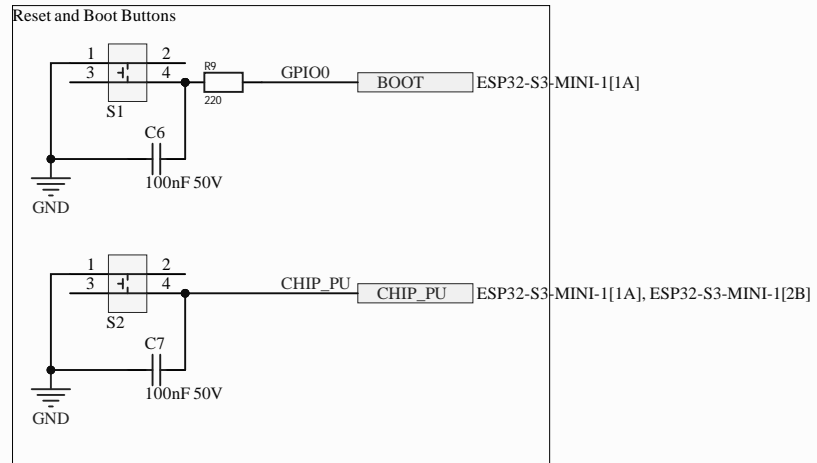 Reset and Boot Buttons
1 2
3 4
S1
R9
220
GPIO0
BOOT
ESP32-S3-MINI-1[1A]
C6
100nF 50V
GND
1 2
3 4
S2
CHIP_PU
CHIP_PU
ESP32-S3-MINI-1[1A], ESP32-S3-MINI-1[2B]
C7
100nF 50V
GND